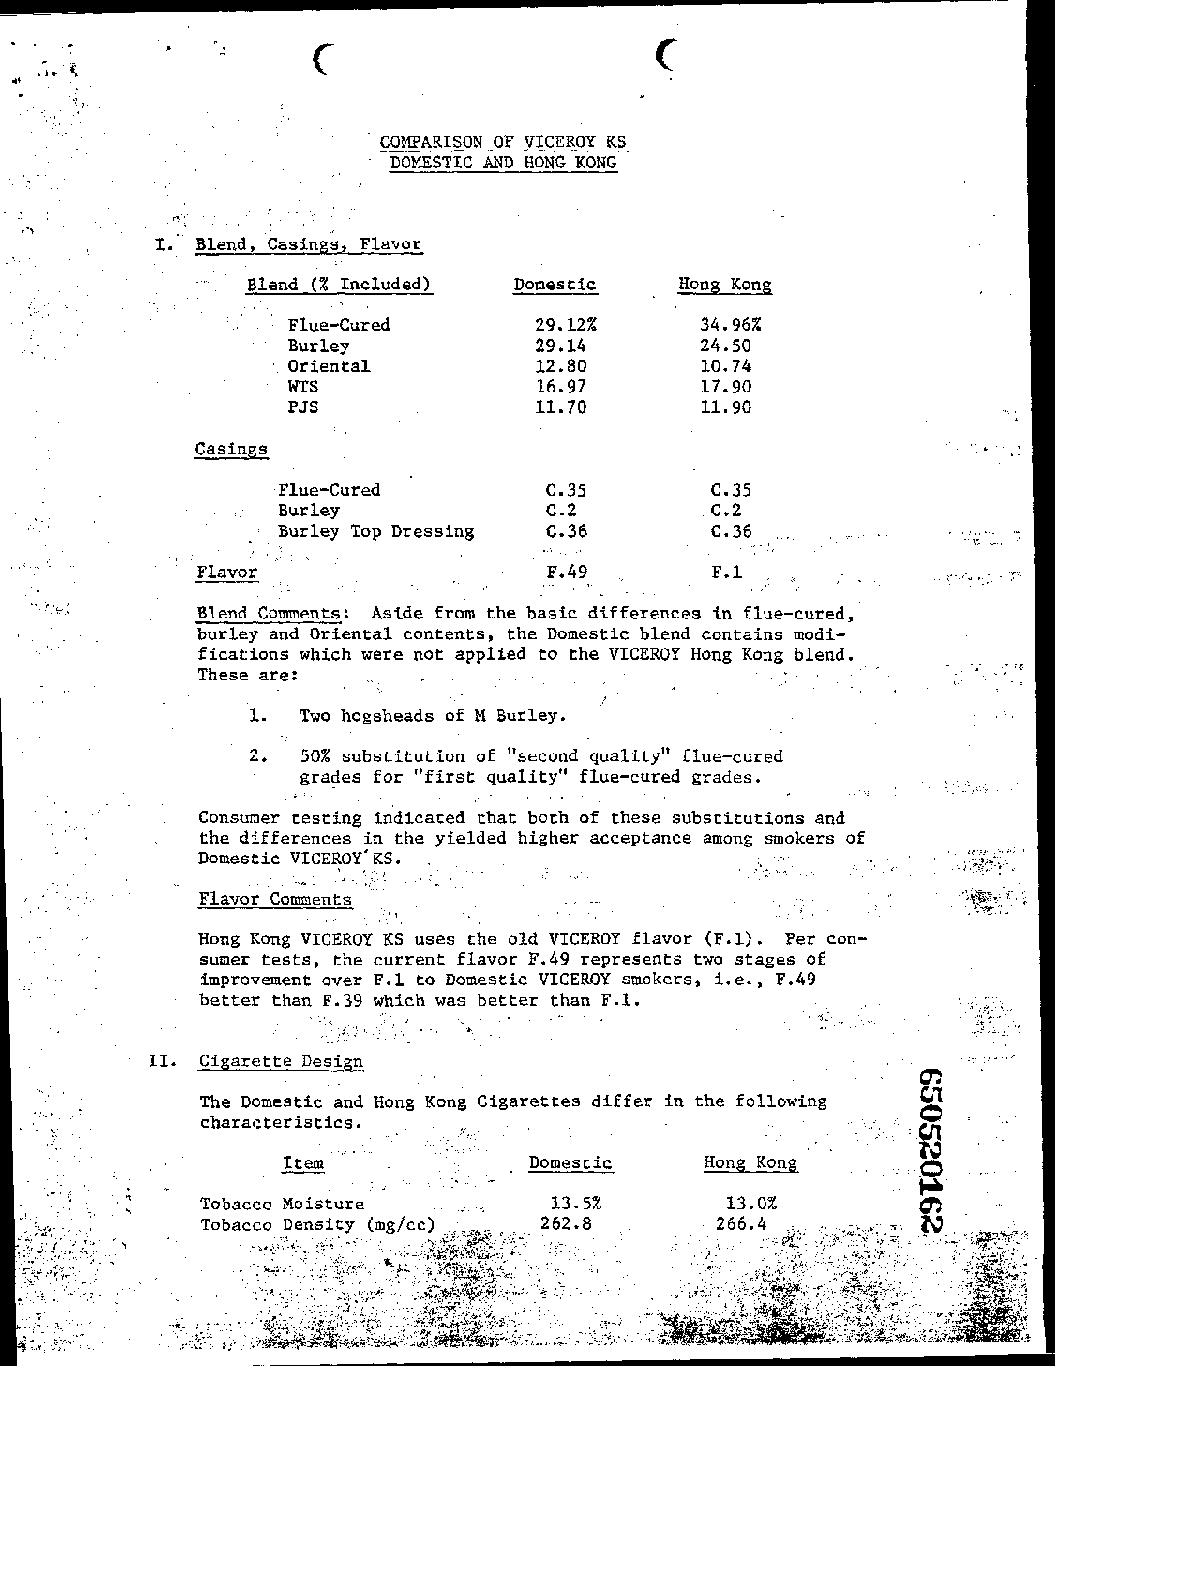 COMPARISON OF VICEROY KS
DOMESTIC AND HONG KONG
I. Blend, Casings, Flavor
Blend (% Included) Domestic Hong Kong
Flue-Cured 29.12% 34.96%
Burley 29.14 24.50
Oriental 12.80 10.74
WTS 16.97 17.90
PJS 11.70 11.90
Casings
Flue-Cured C.35 C.35
Burley C.2 C.2
Burley Top Dressing C.36 C.36
Flavor F.49 F.1
Blend Comments: Aside from the basic differences in flue-cured,
burley and Oriental contents, the Domestic blend contains modi-
fications which were not applied to the VICEROY Hong Kong blend.
These are:
1. Two hogsheads of M Burley.
2. 50% substitution of "second quality" flue-cured
grades for "first quality" flue-cured grades.
Consumer testing indicated that both of these substitutions and
the differences in the yielded higher acceptance among smokers of
Domestic VICEROY KS.
Flavor Comments
Hong Kong VICEROY KS uses the old VICEROY flavor (F.1). Per con-
sumer tests, the current flavor F.49 represents two stages of
improvement over F.1 to Domestic VICEROY smokers, i.e., F.49
better than F.39 which was better than F.1.
II. Cigarette Design
The Domestic and Hong Kong Cigarettes differ in the following
characteristics.
Item Domestic Hong Kong
Tobacco Moisture 13.5% 13.0%
Tobacco Density (mg/cc) 262.8 266.4
650520162